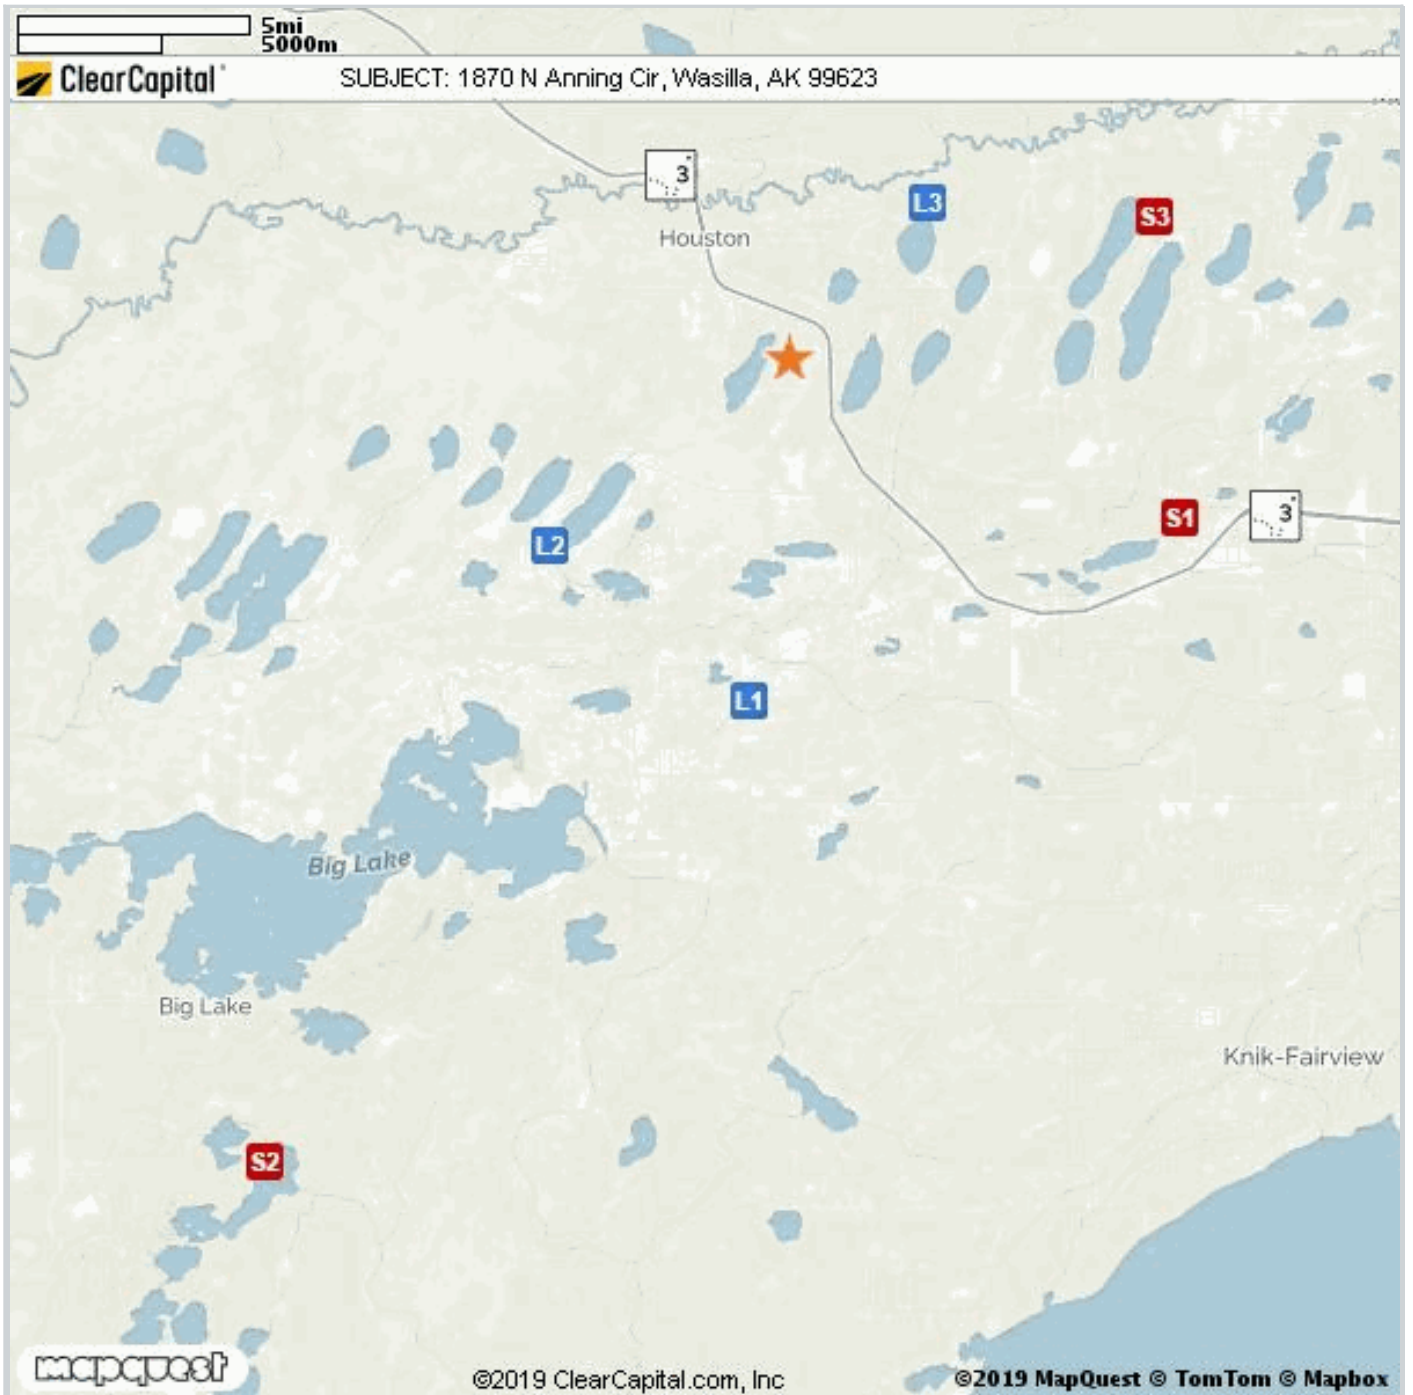 5mi
5000m
ClearCapital
SUBJECT: 1870 N Anning Cir, Wasilla, AK 99623
3
L3
S3
Houston
S1
3
L2
L1
Big Lake
Big Lake
Knik-Fairview
S2
mapquest
©2019 ClearCapital.com, Inc
©2019 MapQuest © TomTom © Mapbox